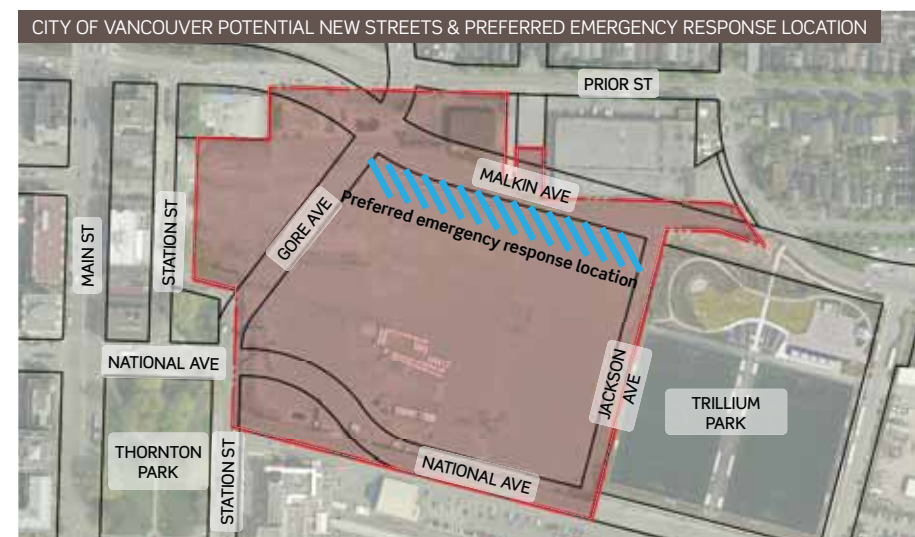 CITY OF VANCOUVER POTENTIAL NEW STREETS & PREFERRED EMERGENCY RESPONSE LOCATION
PRIOR ST
MALKIN AVE
Preferred emergency response location
GORE AVE
MAIN ST
STATION ST
NATIONAL AVE
JACKSON
AVE
TRILLIUM
PARK
THORNTON
PARK
STATION ST
NATIONAL AVE